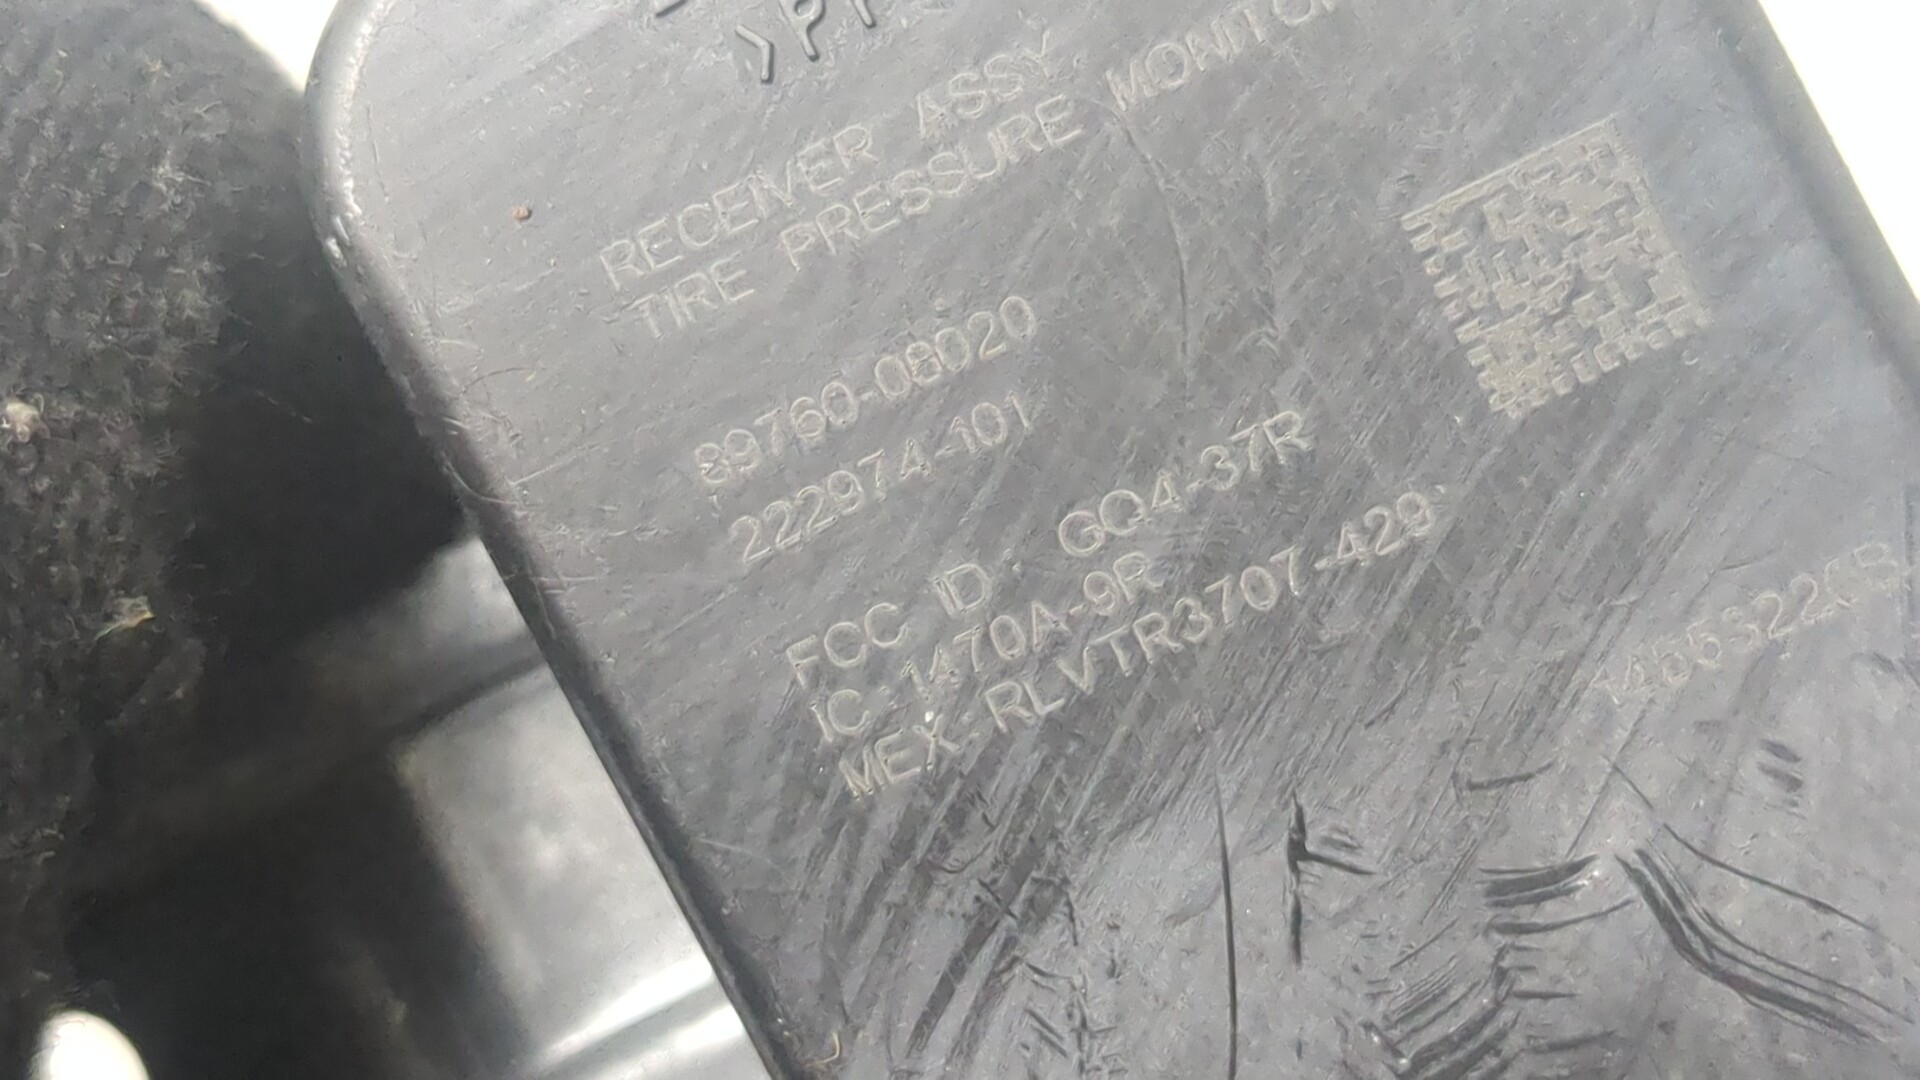 >PP
RECEIVER ASSY
TIRE PRESSURE MONITOR
89760-08020
222974-101
FCC ID: GQ4-37R
IC: 1470A-9R
MEX: RLVTR3707-429